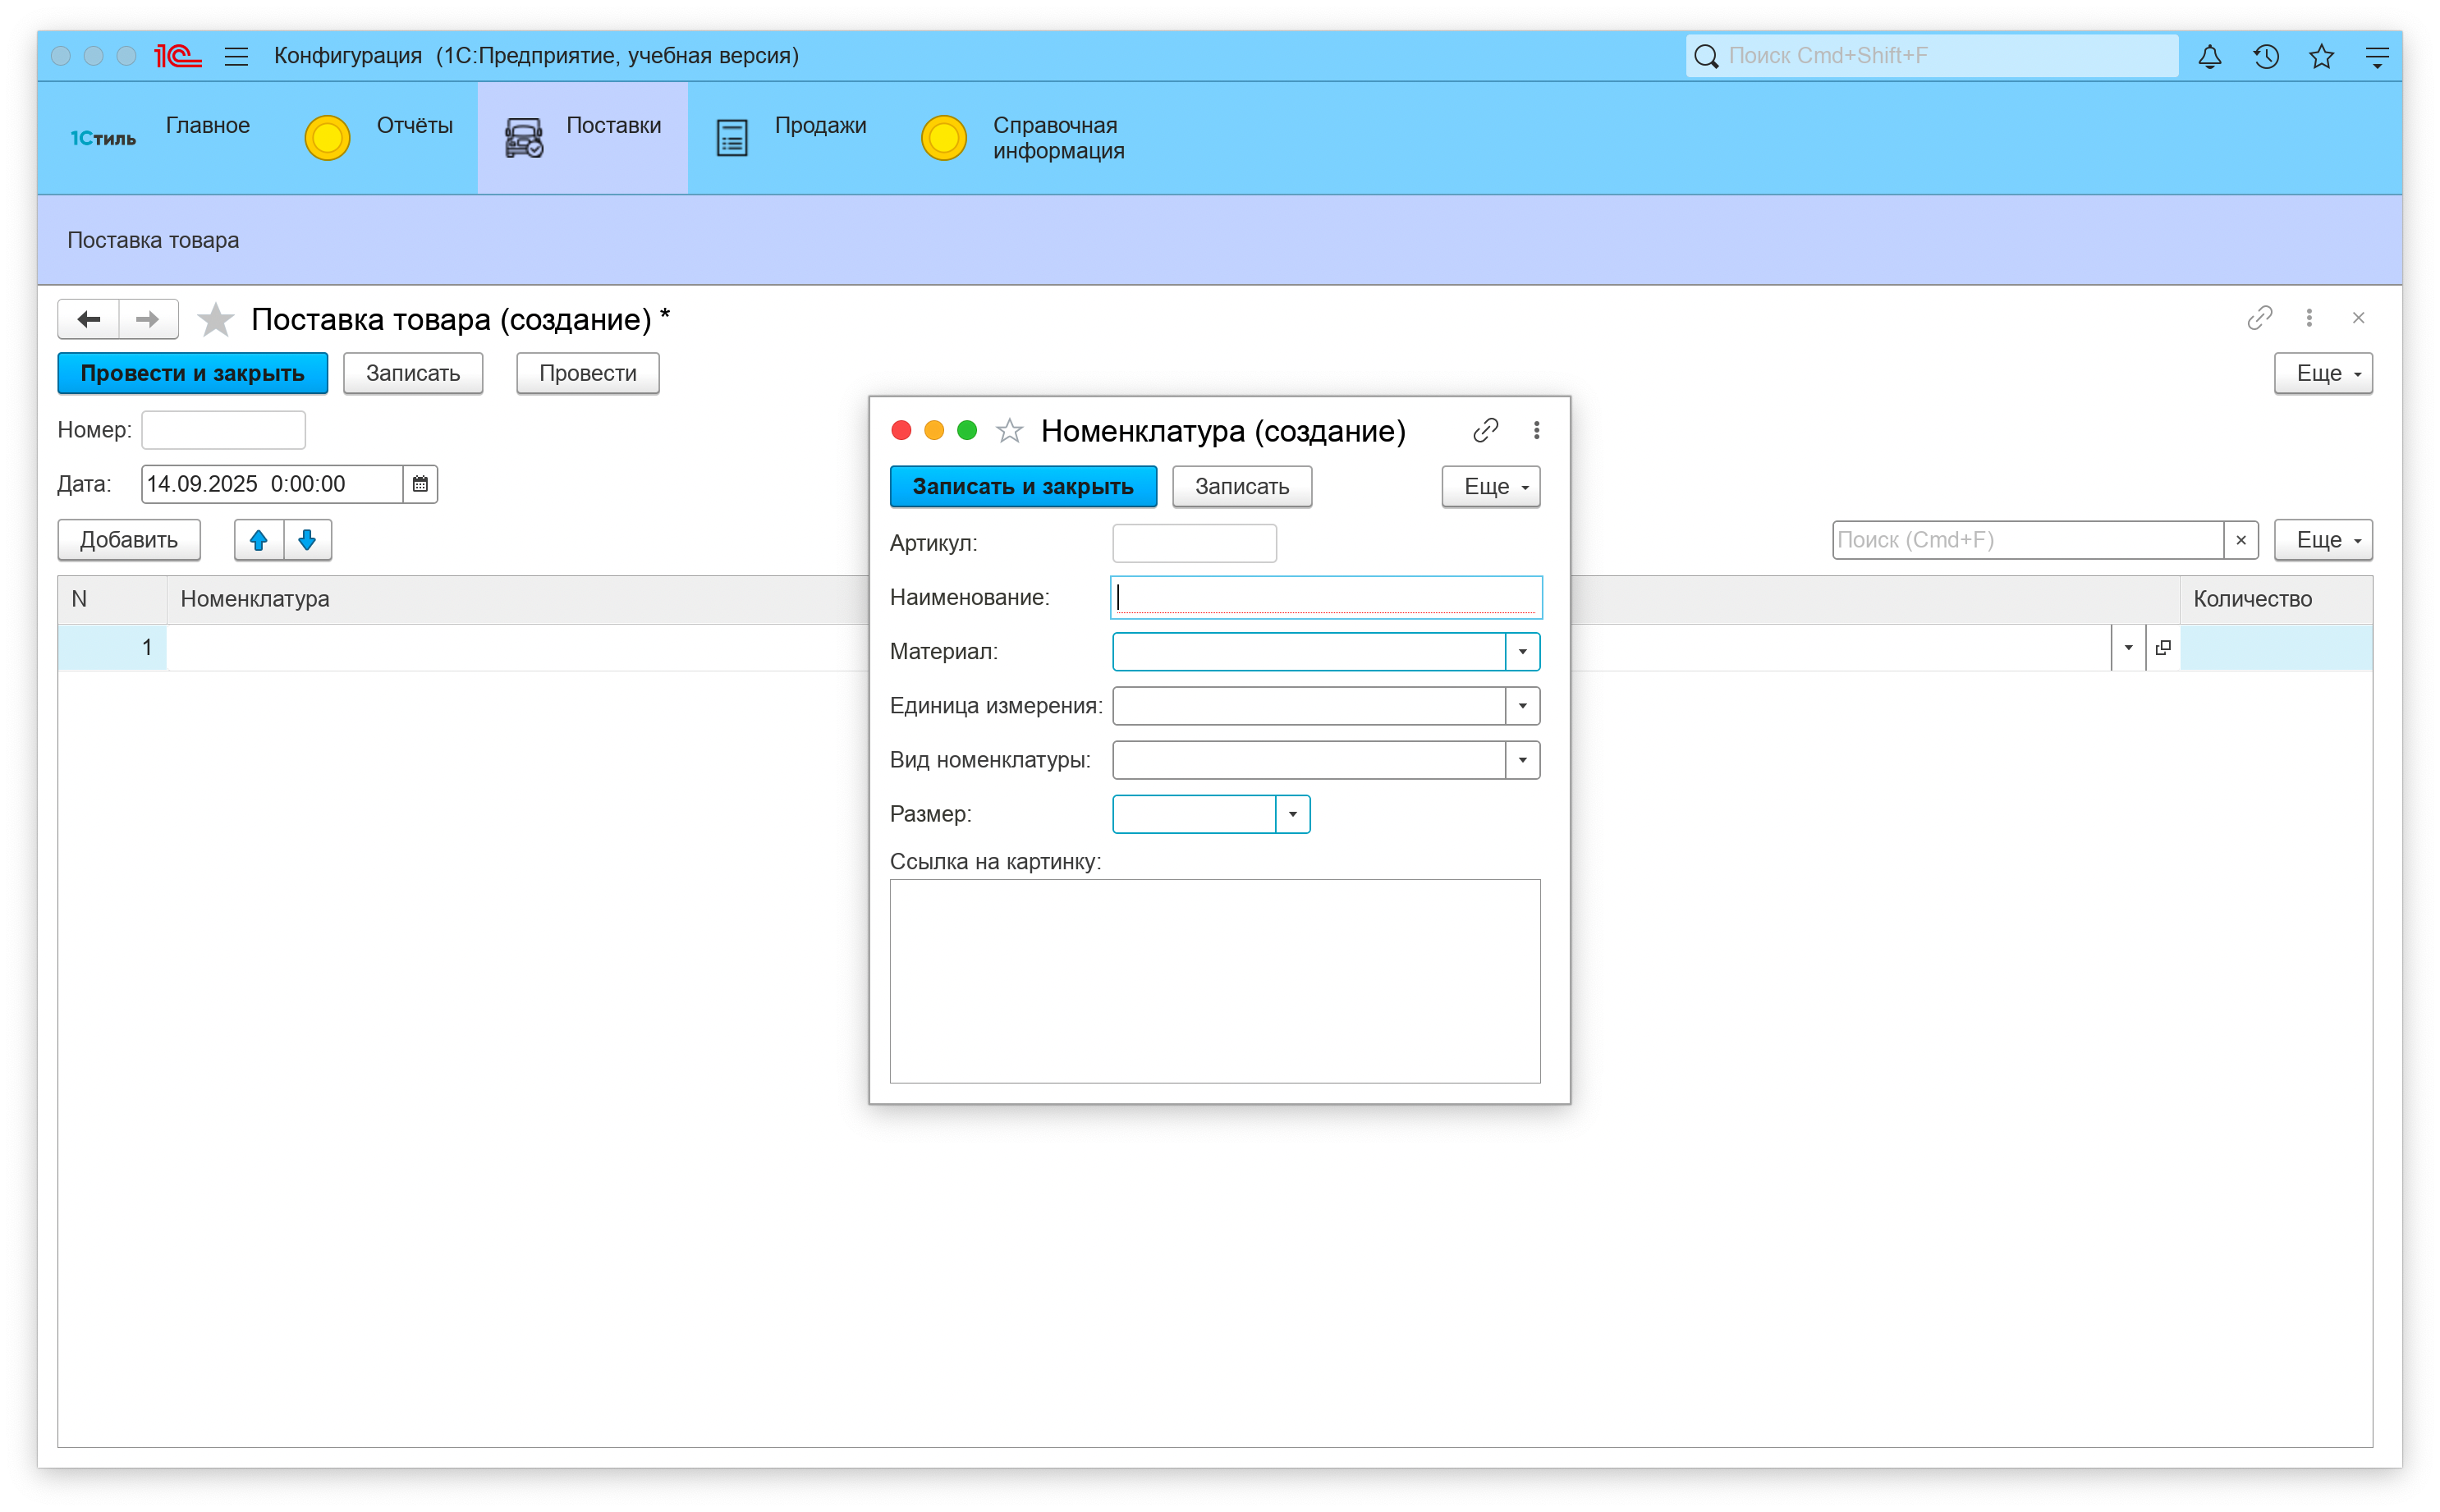 1С Конфигурация (1С:Предприятие, учебная версия) Поиск Cmd+Shift+F
1Стиль Главное Отчёты Поставки Продажи Справочная
информация
Поставка товара
Поставка товара (создание) *
Провести и закрыть Записать Провести Еще
Номер:
Дата: 14.09.2025 0:00:00
Добавить Поиск (Cmd+F) × Еще
N Номенклатура Количество
1
Номенклатура (создание)
Записать и закрыть Записать Еще
Артикул:
Наименование:
Материал:
Единица измерения:
Вид номенклатуры:
Размер:
Ссылка на картинку: